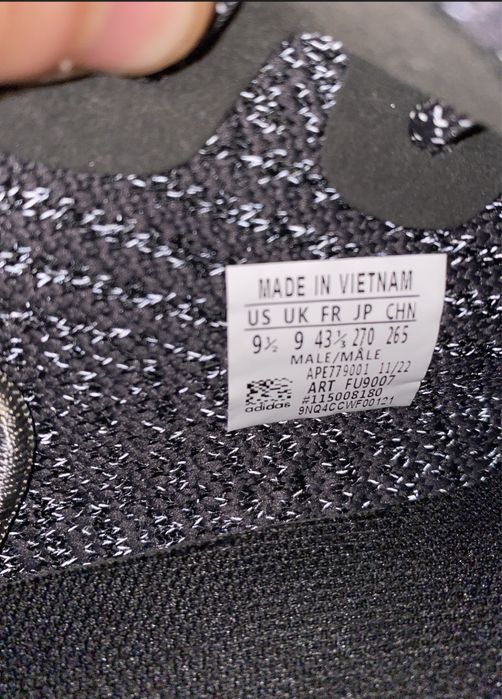 MADE IN VIETNAM
US UK FR JP CHN
9½ 9 43⅓ 270 265
MALE/MÂLE
APE779001 11/22
ART FU9007
#115008180
adidas
9NQ4CCWF00121